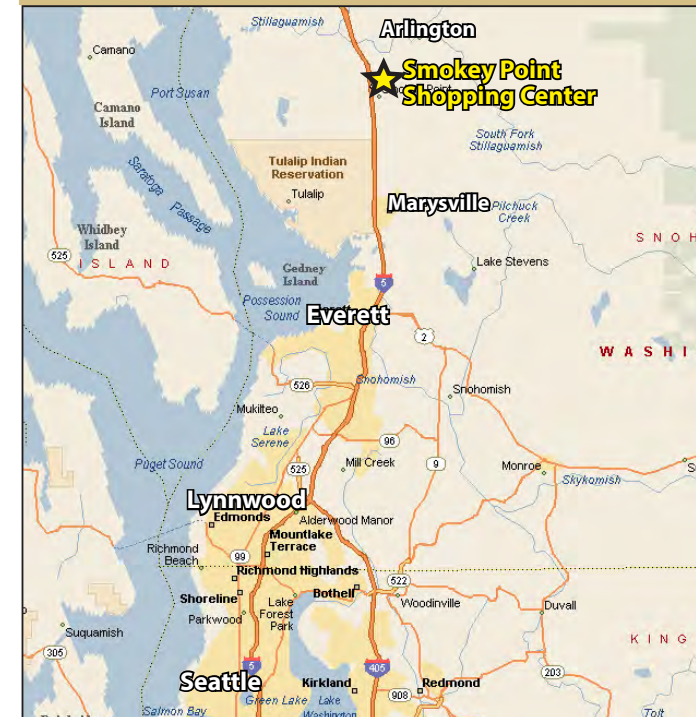 Stillaguamish
Arlington
Camano
Smokey Point
Shopping Center
Port Susan
Camano
Island
South Fork
Stillaguamish
Tulalip Indian
Reservation
Tulalip
Saratoga
Passage
Marysville
Pilchuck
Creek
Whidbey
Island
525
ISLAND
SNOH
Lake Stevens
Gedney
Island
5
Possession
Sound
Everett
2
WASHI
Snohomish
526
Snohomish
Mukilteo
Lake
Serene
96
Puget Sound
525
Mill Creek
9
Monroe
S
Skykomish
Lynnwood
Edmonds
Alderwood Manor
Mountlake
Terrace
Richmond
Beach
99
Richmond Highlands
522
Shoreline
Bothell
Lake
Forest
Park
Woodinville
Duvall
Parkwood
Suquamish
KING
305
5
405
203
Seattle
Kirkland
Redmond
908
Green Lake
Lake
Washington
Salmon Bay
Tolt